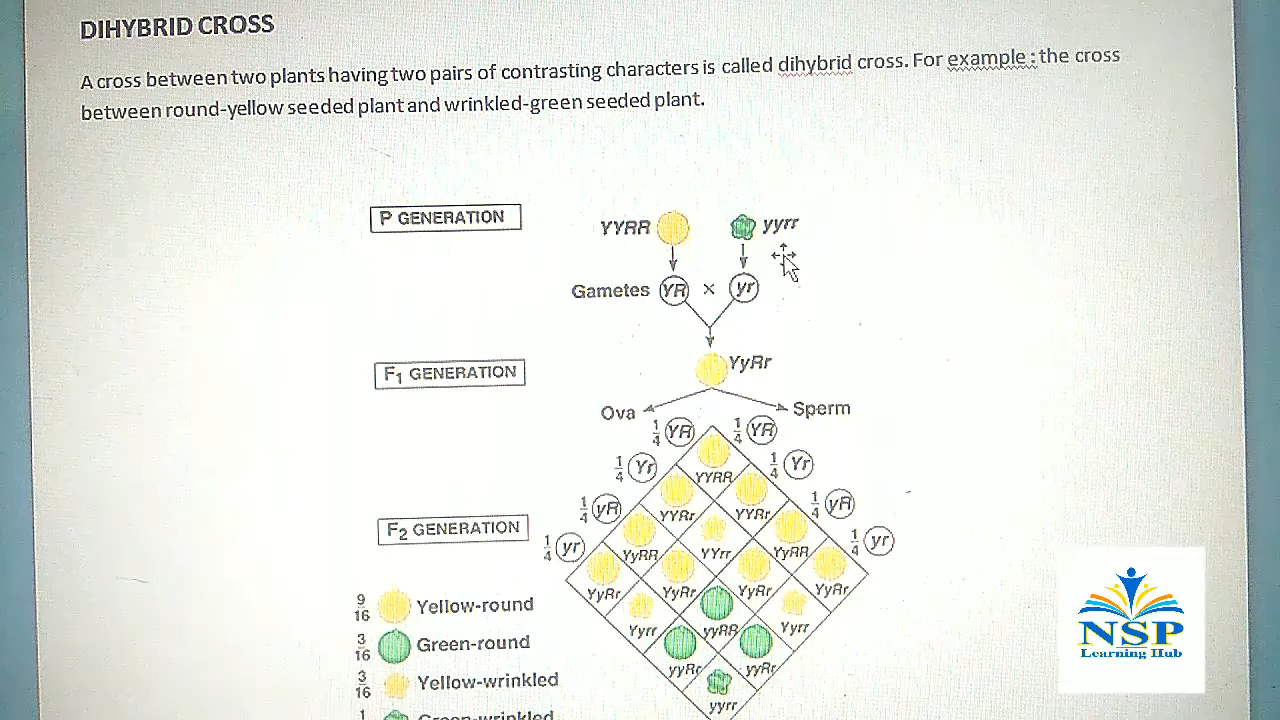 DIHYBRID CROSS
A cross between two plants having two pairs of contrasting characters is called dihybrid cross. For example : the cross
between round-yellow seeded plant and wrinkled-green seeded plant.
P GENERATION
YYRR yyrr
Gametes YR × yr
F1 GENERATION
YyRr
Ova Sperm
1/4 YR 1/4 YR
1/4 Yr 1/4 Yr
YYRR
1/4 yR 1/4 yR
YYRr YYRr
F2 GENERATION
1/4 yr 1/4 yr
YyRR YYrr YyRR
YyRr YyRr YyRr YyRr
9/16 Yellow-round
Yyrr yyRR Yyrr
3/16 Green-round
yyRr yyRr
3/16 Yellow-wrinkled
yyrr
1 Green-wrinkled
NSP
Learning Hub